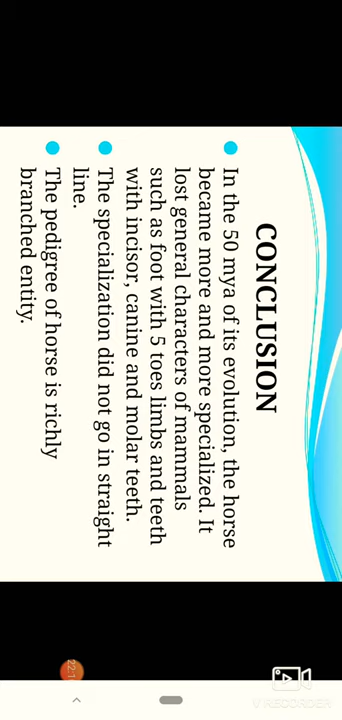 CONCLUSION
In the 50 mya of its evolution, the horse
became more and more specialized. It
lost general characters of mammals
such as foot with 5 toes limbs and teeth
with incisor, canine and molar teeth.
The specialization did not go in straight
line.
The pedigree of horse is richly
branched entity.
V RECORDER